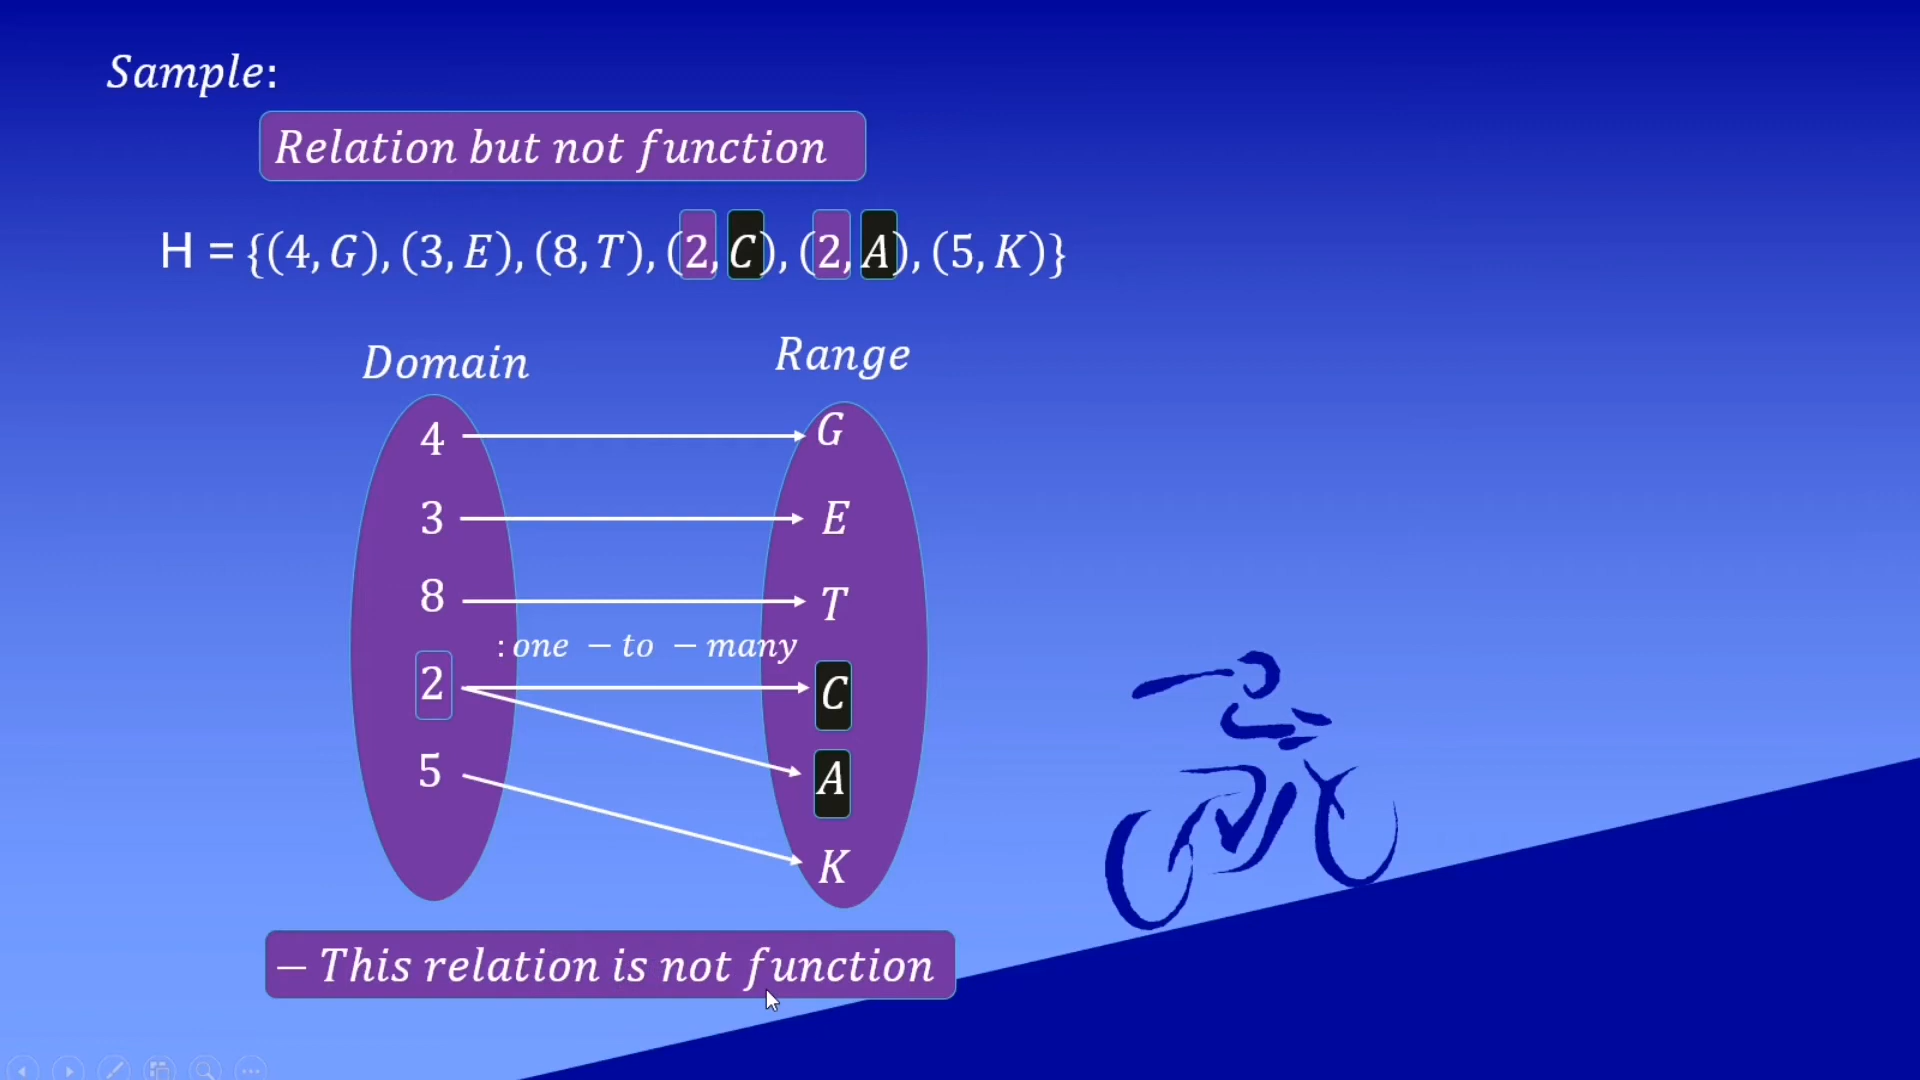 Sample:
Relation but not function
H = {(4, G), (3, E), (8, T), (2, C), (2, A), (5, K)}
Domain Range
4 G
3 E
8 T
: one − to − many
2 C
A
5
K
− This relation is not function